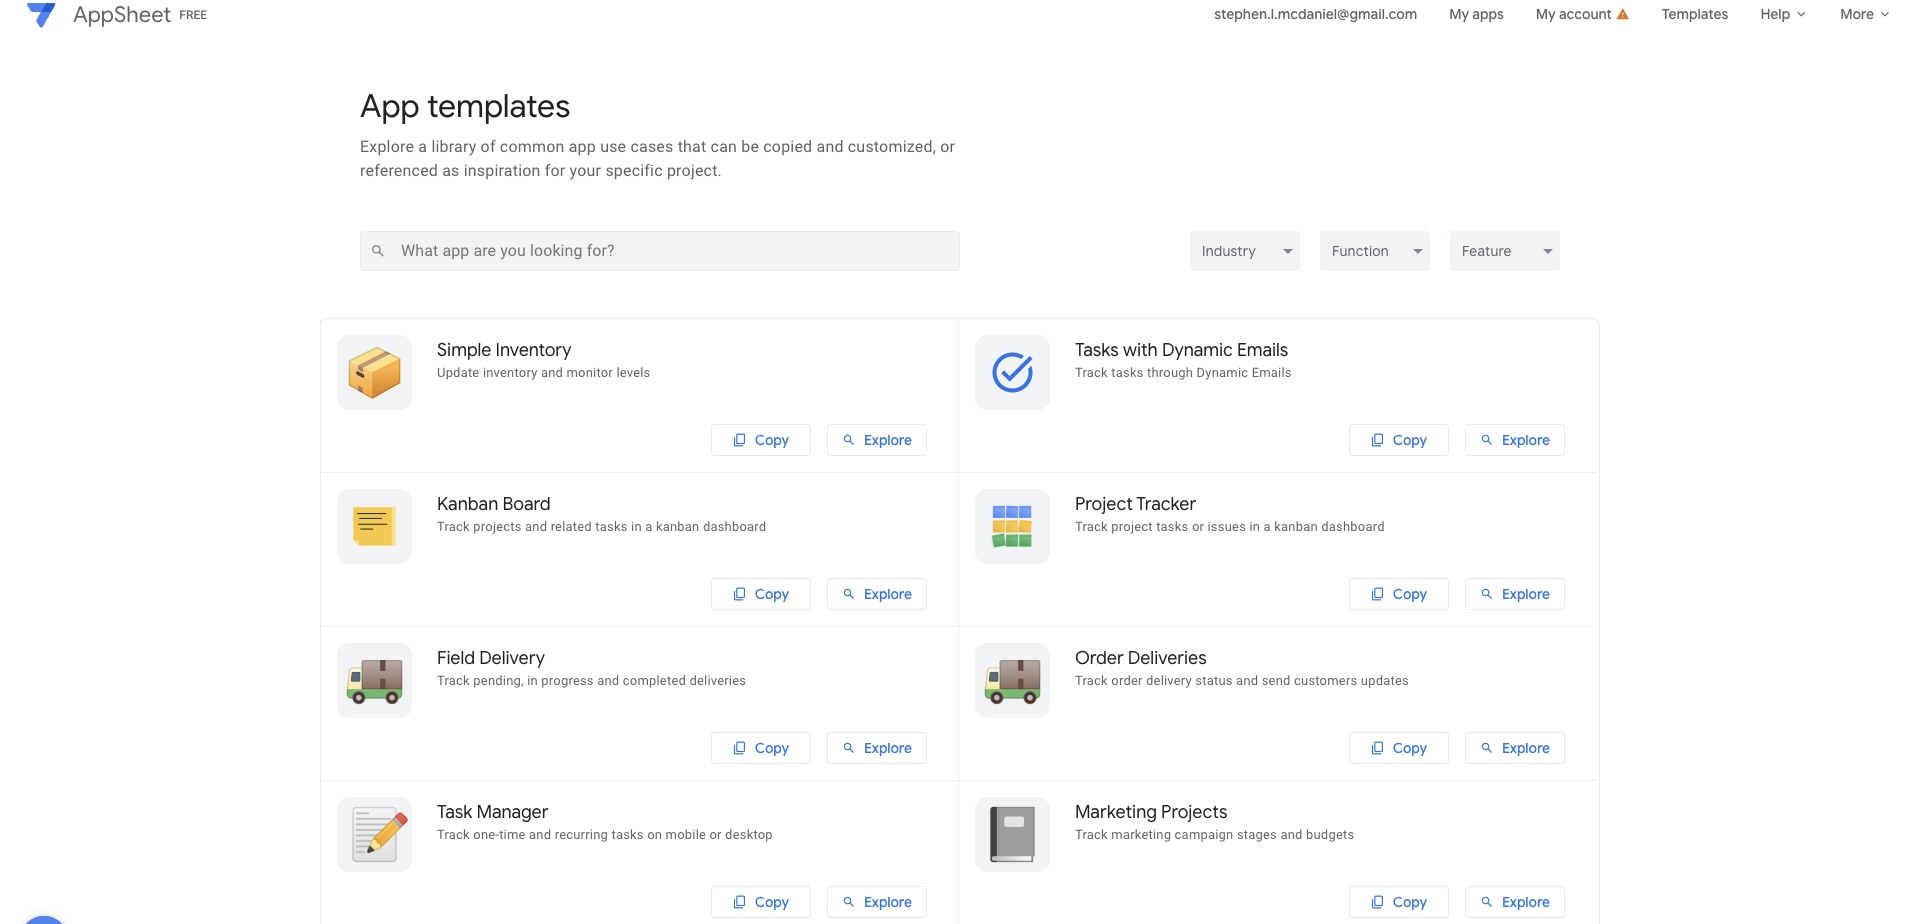 AppSheet FREE
stephen.l.mcdaniel@gmail.com My apps My account Templates Help More
App templates
Explore a library of common app use cases that can be copied and customized, or
referenced as inspiration for your specific project.
What app are you looking for?
Industry Function Feature
Simple Inventory
Update inventory and monitor levels
Copy Explore
Tasks with Dynamic Emails
Track tasks through Dynamic Emails
Copy Explore
Kanban Board
Track projects and related tasks in a kanban dashboard
Copy Explore
Project Tracker
Track project tasks or issues in a kanban dashboard
Copy Explore
Field Delivery
Track pending, in progress and completed deliveries
Copy Explore
Order Deliveries
Track order delivery status and send customers updates
Copy Explore
Task Manager
Track one-time and recurring tasks on mobile or desktop
Copy Explore
Marketing Projects
Track marketing campaign stages and budgets
Copy Explore